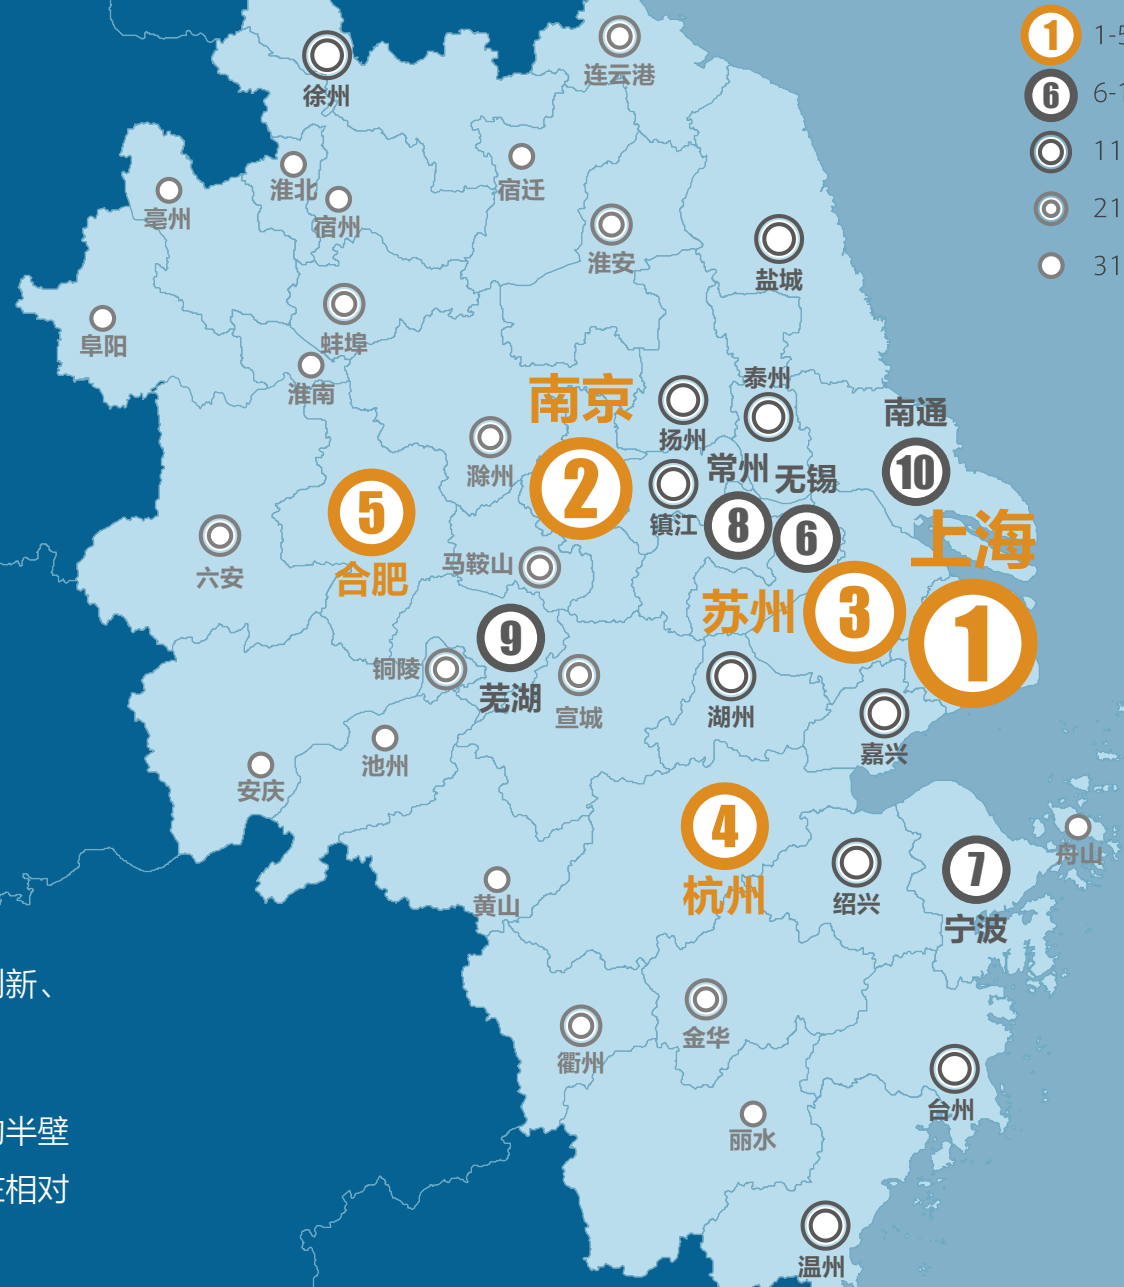 1
1-5
6
6-1
11
21
31
连云港
徐州
淮北
宿迁
亳州
宿州
淮安
盐城
阜阳
蚌埠
淮南
泰州
南京
扬州
南通
滁州
常州
无锡
2
10
5
镇江
8
6
上海
马鞍山
六安
合肥
苏州
3
1
9
铜陵
芜湖
宣城
湖州
嘉兴
池州
安庆
4
舟山
7
杭州
黄山
绍兴
宁波
新、
金华
衢州
台州
半壁
丽水
相对
温州